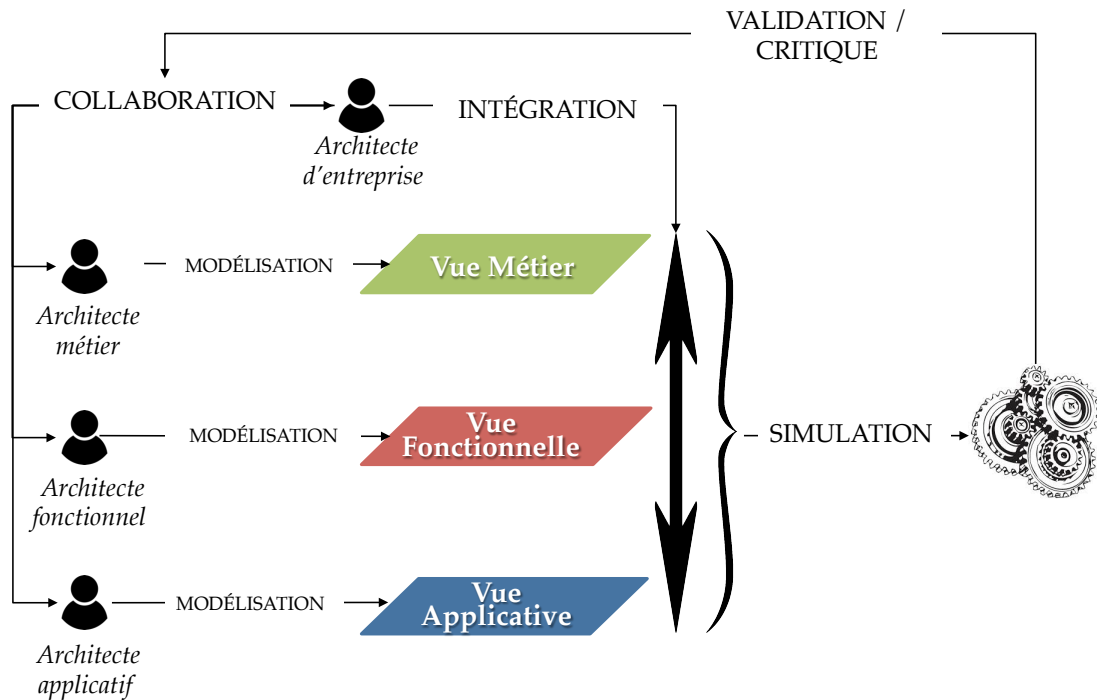 VALIDATION /
CRITIQUE
COLLABORATION
INTÉGRATION
Architecte
d'entreprise
MODÉLISATION
Vue Métier
Architecte
métier
MODÉLISATION
Vue
Fonctionnelle
SIMULATION
Architecte
fonctionnel
MODÉLISATION
Vue
Applicative
Architecte
applicatif